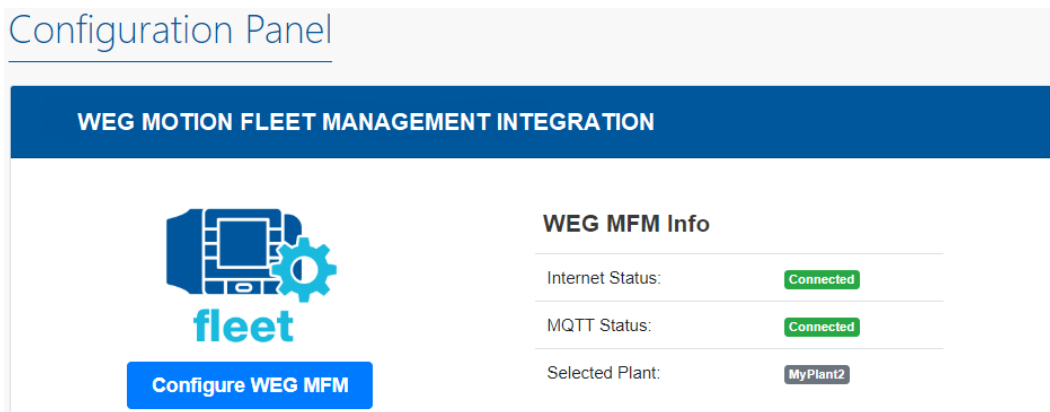 Configuration Panel
WEG MOTION FLEET MANAGEMENT INTEGRATION
fleet
Configure WEG MFM
WEG MFM Info
Internet Status: Connected
MQTT Status: Connected
Selected Plant: MyPlant2